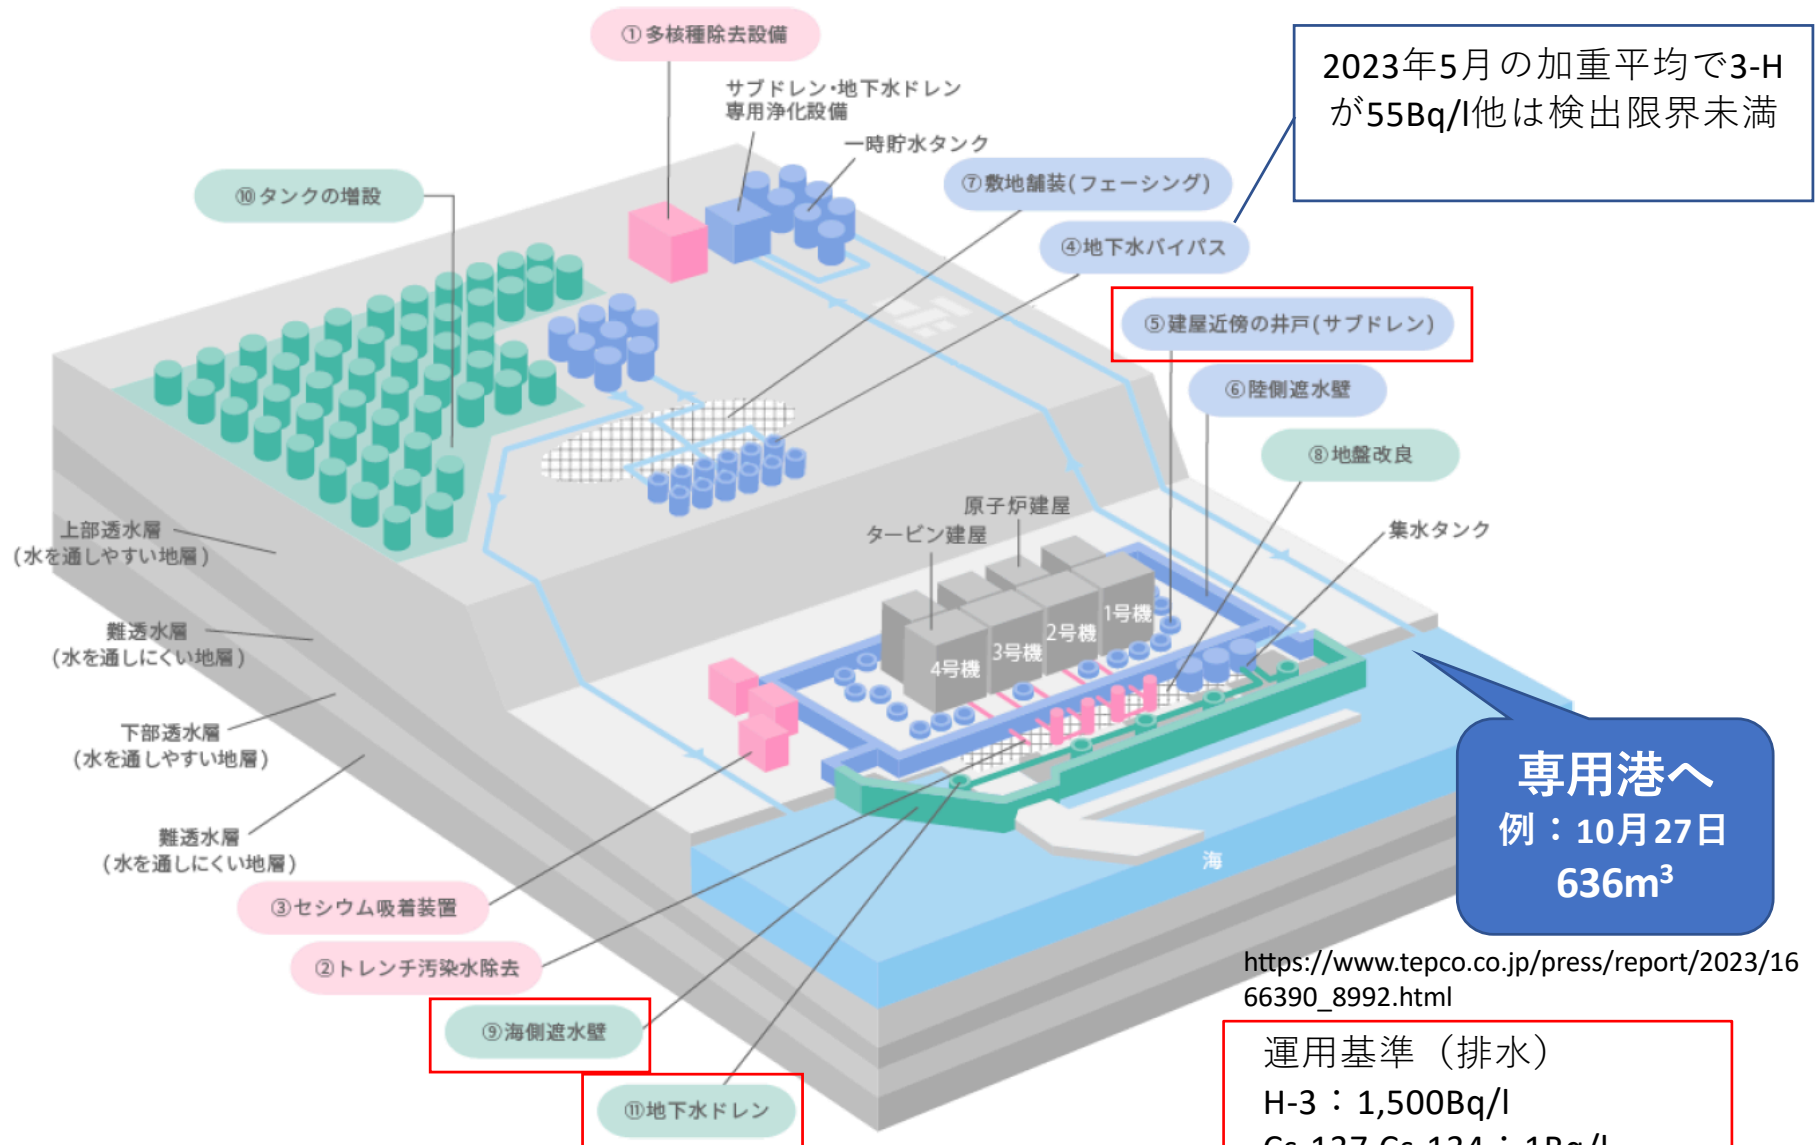 ①多核種除去設備
サブドレン・地下水ドレン
専用浄化設備
一時貯水タンク
2023年5月の加重平均で3-H
が55Bq/l他は検出限界未満
⑩タンクの増設
⑦敷地舗装(フェーシング)
④地下水バイパス
⑤建屋近傍の井戸(サブドレン)
⑥陸側遮水壁
⑧地盤改良
原子炉建屋
タービン建屋
集水タンク
上部透水層
(水を通しやすい地層)
難透水層
(水を通しにくい地層)
下部透水層
(水を通しやすい地層)
難透水層
(水を通しにくい地層)
1号機
2号機
3号機
4号機
専用港へ
例：10月27日
636m³
海
③セシウム吸着装置
②トレンチ汚染水除去
⑨海側遮水壁
⑪地下水ドレン
https://www.tepco.co.jp/press/report/2023/16
66390_8992.html
運用基準（排水）
H-3：1,500Bq/l
Cs-137,Cs-134：1Bq/l